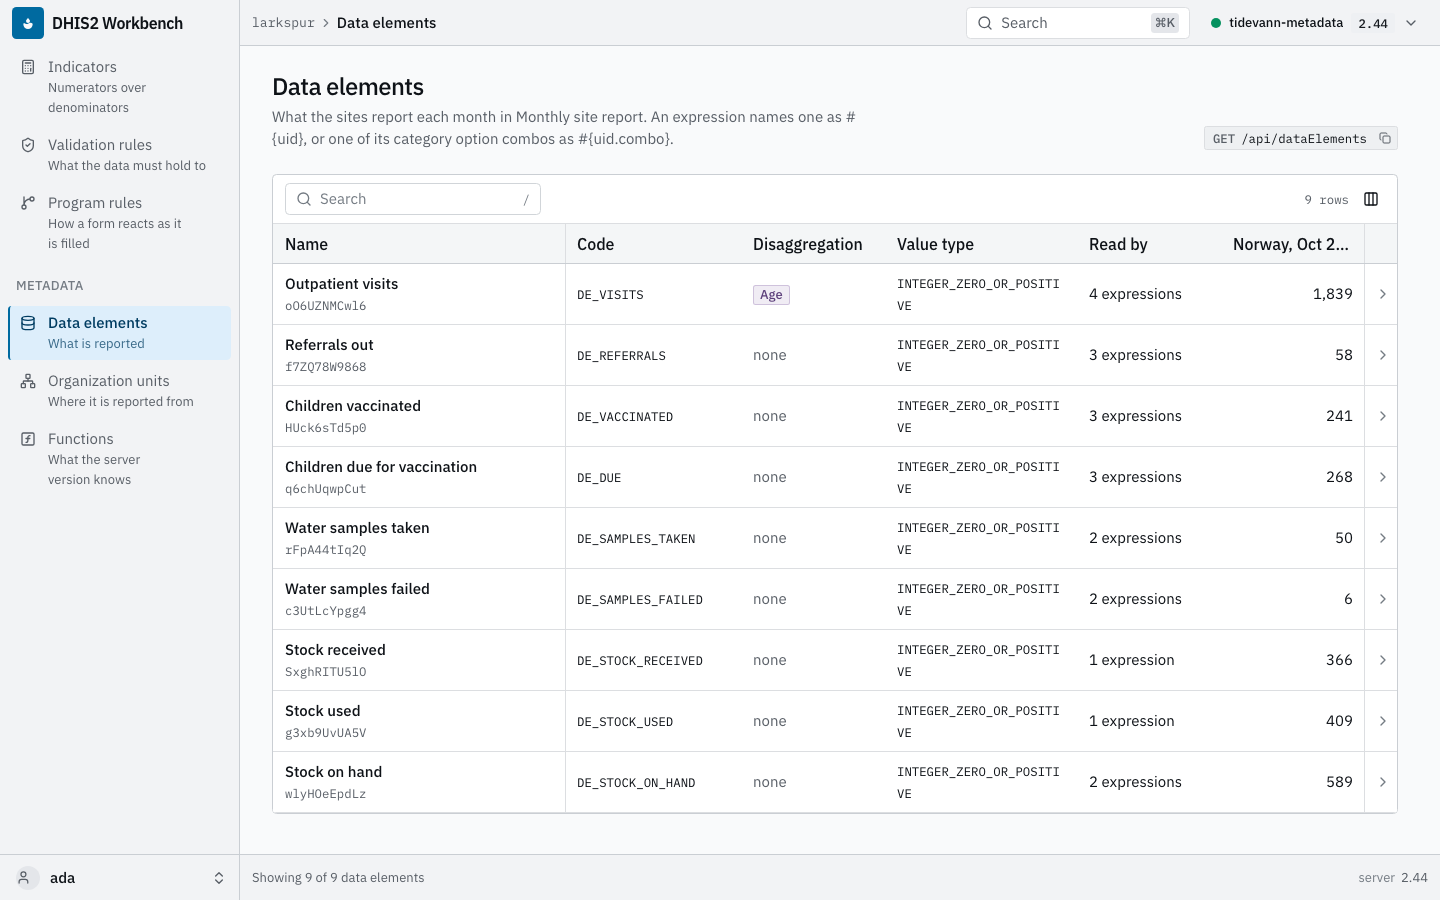 DHIS2 Workbench
Indicators
Numerators over
denominators
Validation rules
What the data must hold to
Program rules
How a form reacts as it
is filled
METADATA
Data elements
What is reported
Organization units
Where it is reported from
Functions
What the server
version knows
ada
larkspur > Data elements
Search ⌘K
tidevann-metadata 2.44
Data elements
What the sites report each month in Monthly site report. An expression names one as #
{uid}, or one of its category option combos as #{uid.combo}.
GET /api/dataElements
Search /
9 rows
Name Code Disaggregation Value type Read by Norway, Oct 2...
Outpatient visits
oO6UZNMCwl6
DE_VISITS
Age
INTEGER_ZERO_OR_POSITI
VE
4 expressions
1,839
Referrals out
f7ZQ78W9868
DE_REFERRALS
none
INTEGER_ZERO_OR_POSITI
VE
3 expressions
58
Children vaccinated
HUck6sTd5p0
DE_VACCINATED
none
INTEGER_ZERO_OR_POSITI
VE
3 expressions
241
Children due for vaccination
q6chUqwpCut
DE_DUE
none
INTEGER_ZERO_OR_POSITI
VE
3 expressions
268
Water samples taken
rFpA44tIq2Q
DE_SAMPLES_TAKEN
none
INTEGER_ZERO_OR_POSITI
VE
2 expressions
50
Water samples failed
c3UtLcYpgg4
DE_SAMPLES_FAILED
none
INTEGER_ZERO_OR_POSITI
VE
2 expressions
6
Stock received
SxghRITU5lO
DE_STOCK_RECEIVED
none
INTEGER_ZERO_OR_POSITI
VE
1 expression
366
Stock used
g3xb9UvUA5V
DE_STOCK_USED
none
INTEGER_ZERO_OR_POSITI
VE
1 expression
409
Stock on hand
wlyHOeEpdLz
DE_STOCK_ON_HAND
none
INTEGER_ZERO_OR_POSITI
VE
2 expressions
589
Showing 9 of 9 data elements
server 2.44